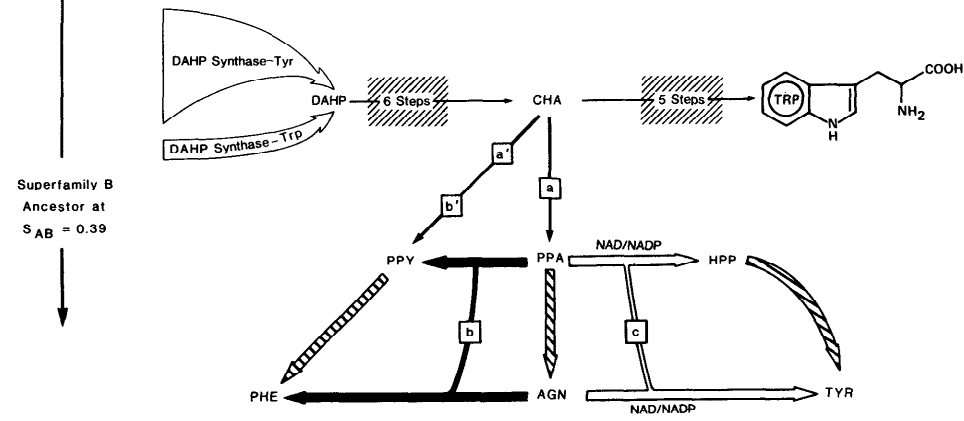 DAHP Synthase-Tyr
DAHP Synthase-Trp
DAHP
6 Steps
CHA
5 Steps
TRP
COOH
NH2
N
H
a'
a
b'
Superfamily B
Ancestor at
SAB = 0.39
PPY
PPA
NAD/NADP
HPP
b
c
PHE
AGN
NAD/NADP
TYR